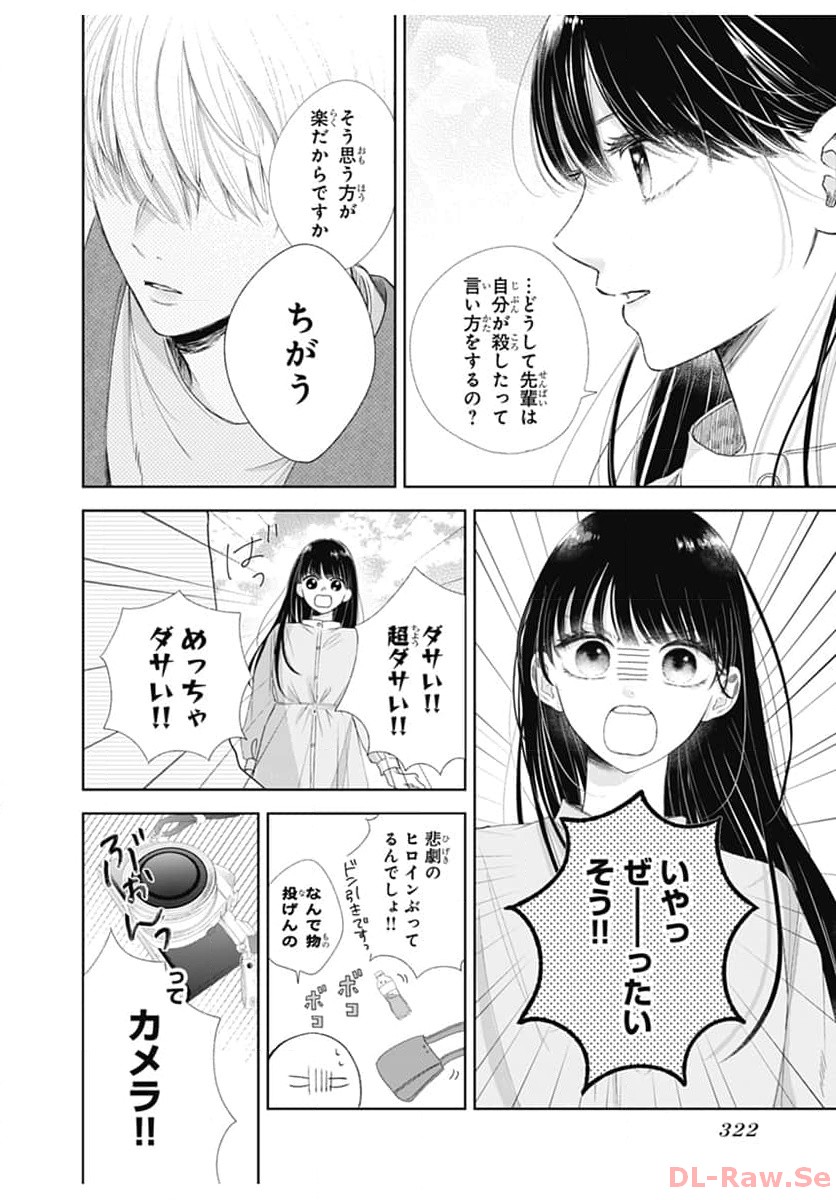 …どうして先輩は
自分が殺したって
言い方をするの?
そう思う方が
楽だからですか
ちがう
いやっ
ぜーーったい
そう!!
ばっ
ダサい!!
超ダサい!!
めっちゃ
ダサい!!
悲劇の
ヒロインぶって
るんでしょ!!
ドン引きですっ
なんで物
投げんの
ボコ
ボコ
ぶおんっ
って
カメラ!!
322
DL-Raw.Se